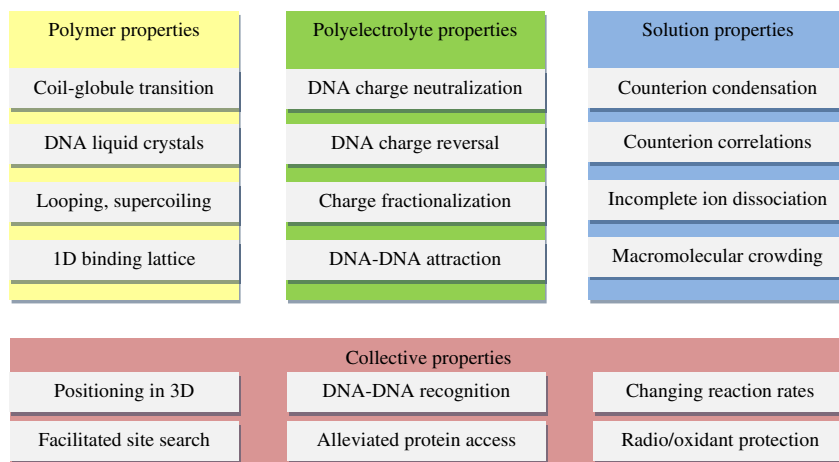 Polymer properties
Coil-globule transition
DNA liquid crystals
Looping, supercoiling
1D binding lattice
Polyelectrolyte properties
DNA charge neutralization
DNA charge reversal
Charge fractionalization
DNA-DNA attraction
Solution properties
Counterion condensation
Counterion correlations
Incomplete ion dissociation
Macromolecular crowding
Collective properties
Positioning in 3D
DNA-DNA recognition
Changing reaction rates
Facilitated site search
Alleviated protein access
Radio/oxidant protection